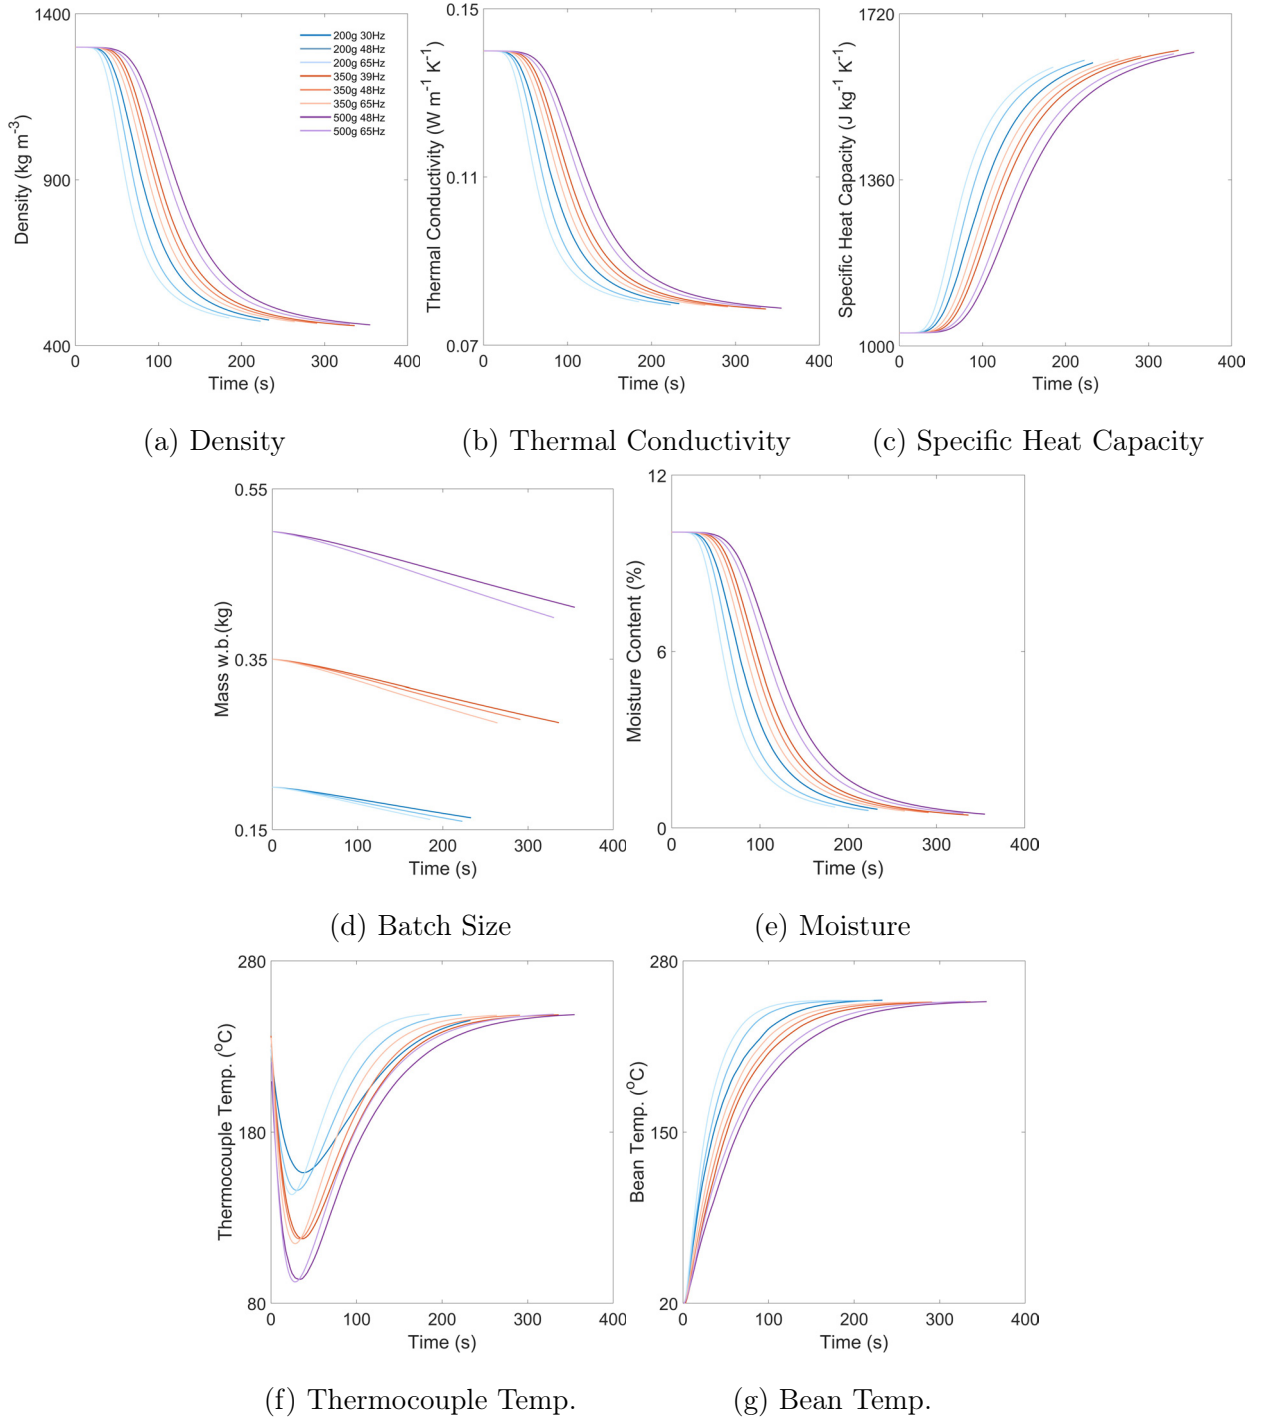 1400
900
400
Density (kg m-3)
200g 30Hz
200g 48Hz
200g 65Hz
350g 39Hz
350g 48Hz
350g 65Hz
500g 48Hz
500g 65Hz
0 100 200 300 400
Time (s)
0.15
0.11
0.07
Thermal Conductivity (W m-1 K-1)
0 100 200 300 400
Time (s)
1720
1360
1000
Specific Heat Capacity (J kg-1 K-1)
0 100 200 300 400
Time (s)
(a) Density
(b) Thermal Conductivity
(c) Specific Heat Capacity
0.55
0.35
0.15
Mass w.b.(kg)
0 100 200 300 400
Time (s)
12
6
0
Moisture Content (%)
0 100 200 300 400
Time (s)
(d) Batch Size
(e) Moisture
280
180
80
Thermocouple Temp. (oC)
0 100 200 300 400
Time (s)
280
150
20
Bean Temp. (oC)
0 100 200 300 400
Time (s)
(f) Thermocouple Temp.
(g) Bean Temp.